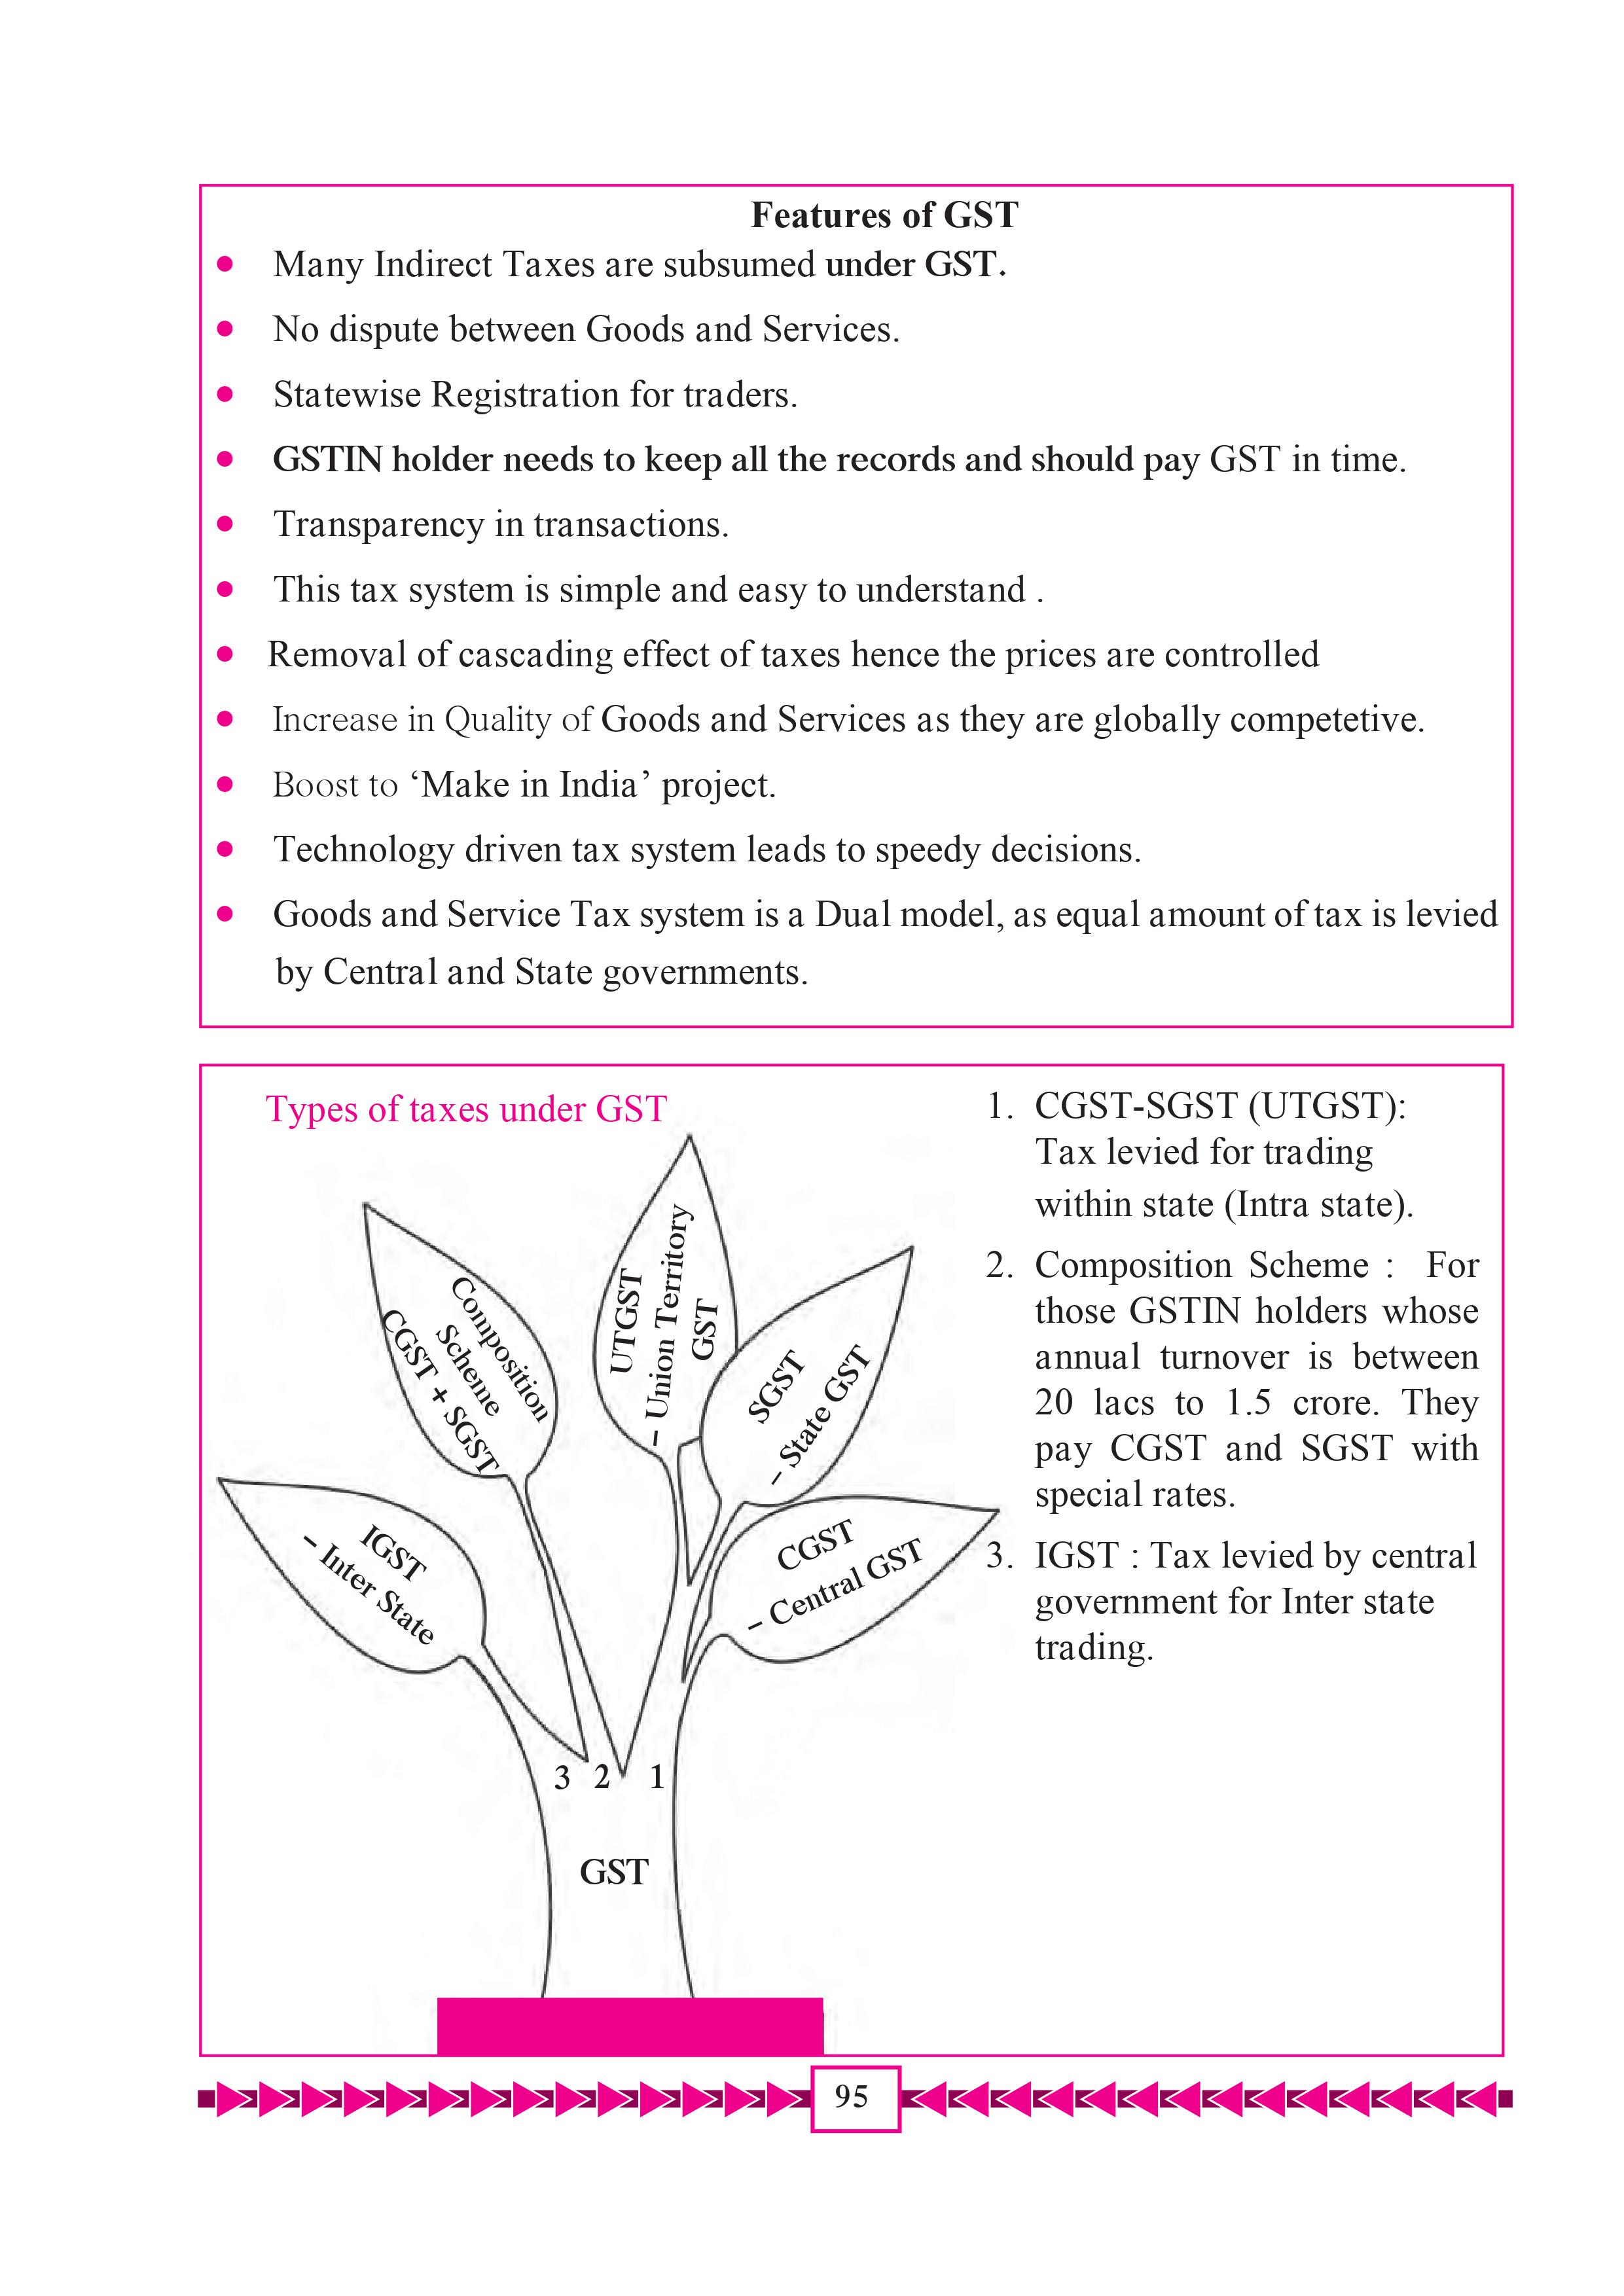 Features of GST
• Many Indirect Taxes are subsumed under GST.
• No dispute between Goods and Services.
• Statewise Registration for traders.
• GSTIN holder needs to keep all the records and should pay GST in time.
• Transparency in transactions.
• This tax system is simple and easy to understand .
• Removal of cascading effect of taxes hence the prices are controlled
• Increase in Quality of Goods and Services as they are globally competetive.
• Boost to ‘Make in India’ project.
• Technology driven tax system leads to speedy decisions.
• Goods and Service Tax system is a Dual model, as equal amount of tax is levied
by Central and State governments.
Types of taxes under GST
IGST
– Inter State
Composition
Scheme
CGST + SGST
UTGST
– Union Territory
GST
SGST
– State GST
CGST
– Central GST
3 2 1
GST
1. CGST-SGST (UTGST):
Tax levied for trading
within state (Intra state).
2. Composition Scheme : For
those GSTIN holders whose
annual turnover is between
20 lacs to 1.5 crore. They
pay CGST and SGST with
special rates.
3. IGST : Tax levied by central
government for Inter state
trading.
95